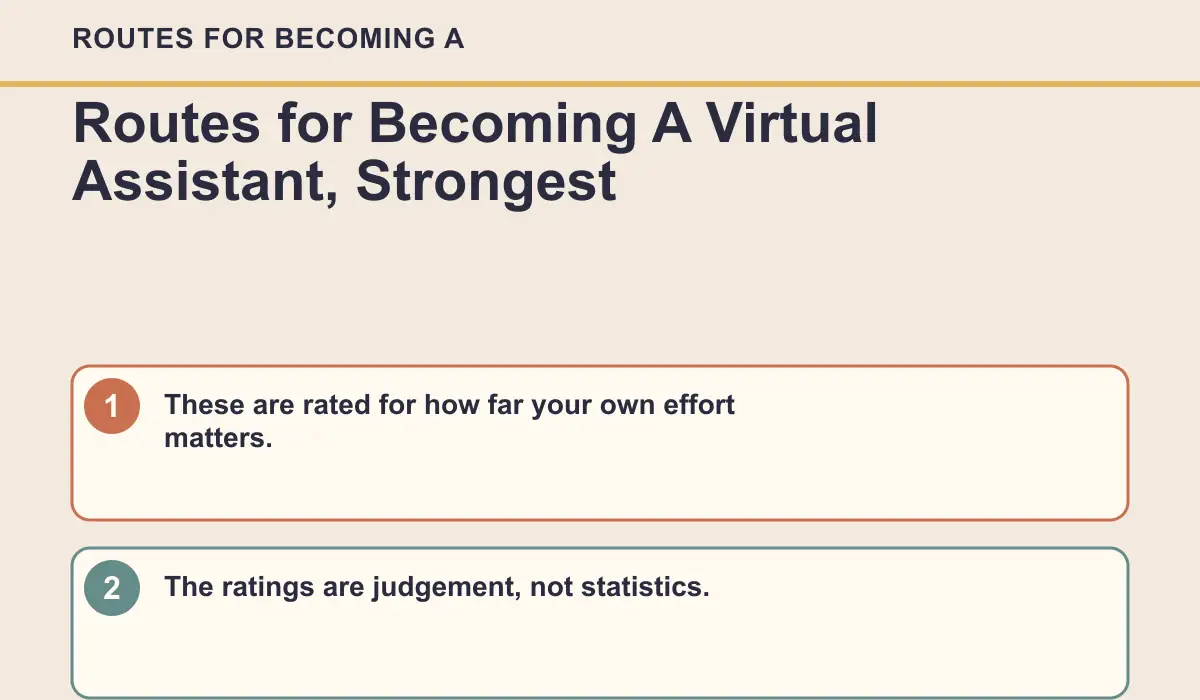 ROUTES FOR BECOMING A
Routes for Becoming A Virtual
Assistant, Strongest
1
These are rated for how far your own effort
matters.
2
The ratings are judgement, not statistics.